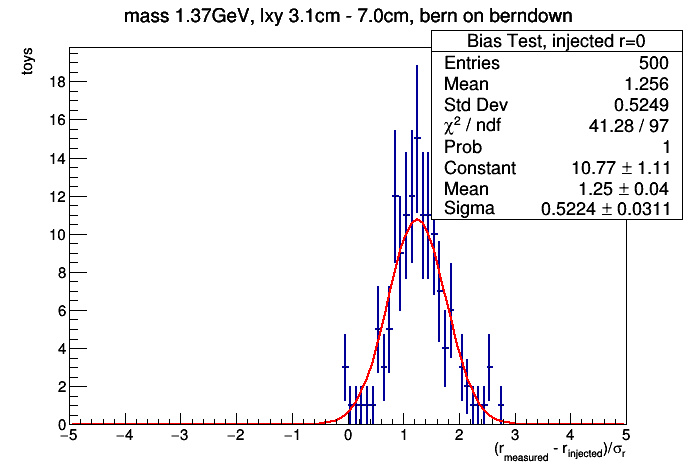 mass 1.37GeV, lxy 3.1cm - 7.0cm, bern on berndown
toys
Bias Test, injected r=0
Entries 500
Mean 1.256
Std Dev 0.5249
χ² / ndf 41.28 / 97
Prob 1
Constant 10.77 ± 1.11
Mean 1.25 ± 0.04
Sigma 0.5224 ± 0.0311
18
16
14
12
10
8
6
4
2
0
−5 −4 −3 −2 −1 0 1 2 3 4 5
(r_measured - r_injected)/σ_r